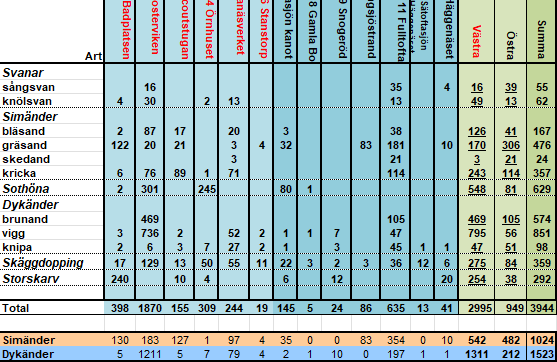 Art Badplatsen osterviken coutstugan 4 Örnhuset anäsverket 6 Stanstorp asjön kanot 8 Gamla Bo 9 Snogeröd gsjöstrand 11 Fulltofta Sätoftasjön Häggenäset Västra Östra Summa
Svanar
sångsvan 16 35 4 16 39 55
knölsvan 4 30 2 13 13 49 13 62
Simänder
bläsand 2 87 17 20 3 38 126 41 167
gräsand 122 20 21 3 4 32 83 181 10 170 306 476
skedand 3 21 3 21 24
kricka 6 76 89 1 71 114 243 114 357
Sothöna 2 301 245 80 1 548 81 629
Dykänder
brunand 469 105 469 105 574
vigg 3 736 2 52 2 1 1 7 47 795 56 851
knipa 2 6 3 7 27 2 1 3 45 1 1 47 51 98
Skäggdopping 17 129 13 50 55 11 22 3 2 3 36 12 6 275 84 359
Storskarv 240 10 4 6 12 20 254 38 292
Total 398 1870 155 309 244 19 145 5 24 86 635 13 41 2995 949 3944
Simänder 130 183 127 1 97 4 35 0 0 83 354 0 10 542 482 1024
Dykänder 5 1211 5 7 79 4 2 1 10 0 197 1 1 1311 212 1523